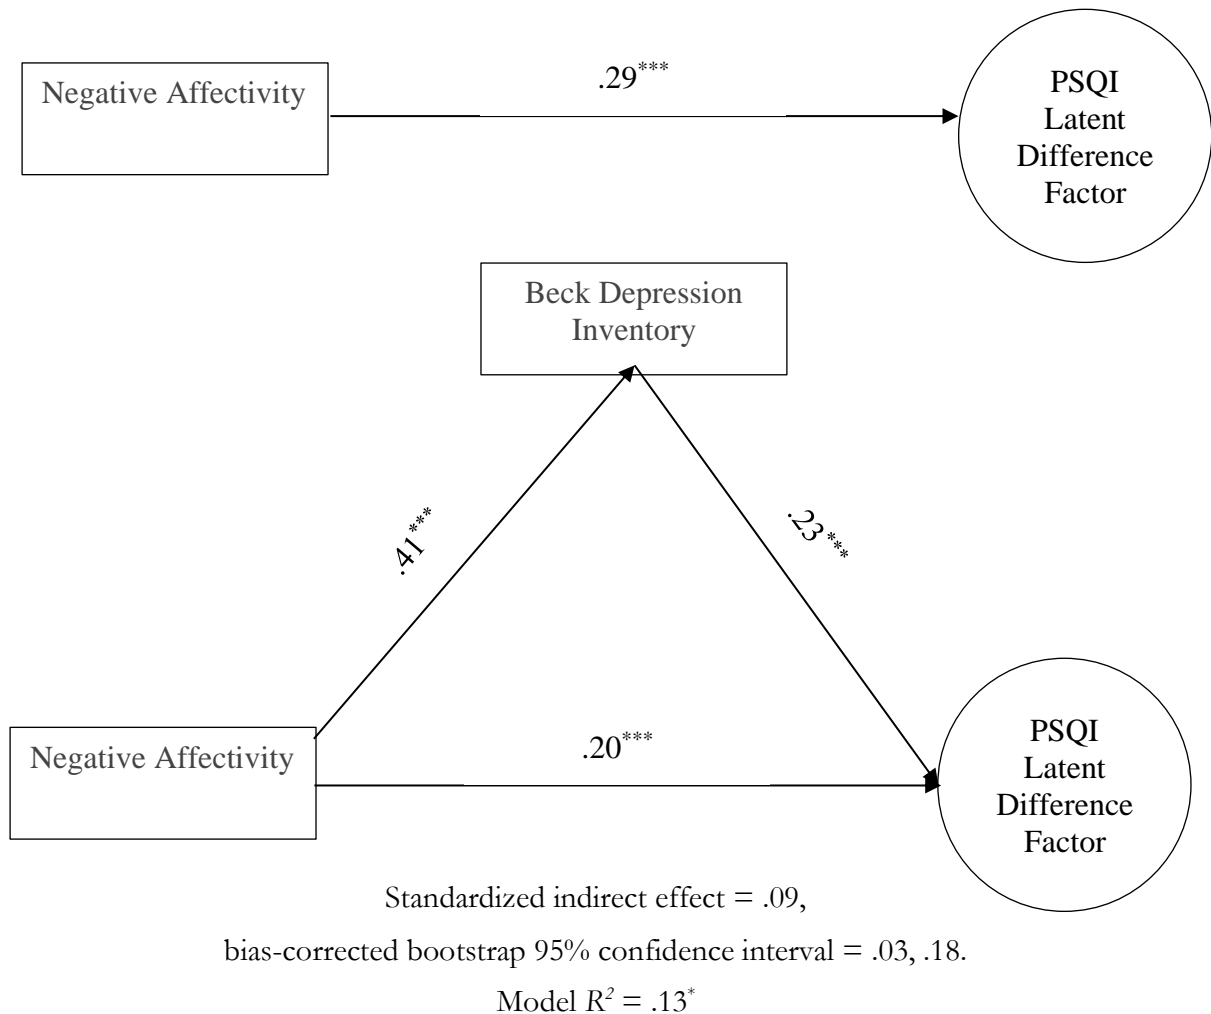 Negative Affectivity
.29***
PSQI
Latent
Difference
Factor
Beck Depression
Inventory
.41***
.23***
Negative Affectivity
.20***
PSQI
Latent
Difference
Factor
Standardized indirect effect = .09,
bias-corrected bootstrap 95% confidence interval = .03, .18.
Model R² = .13*